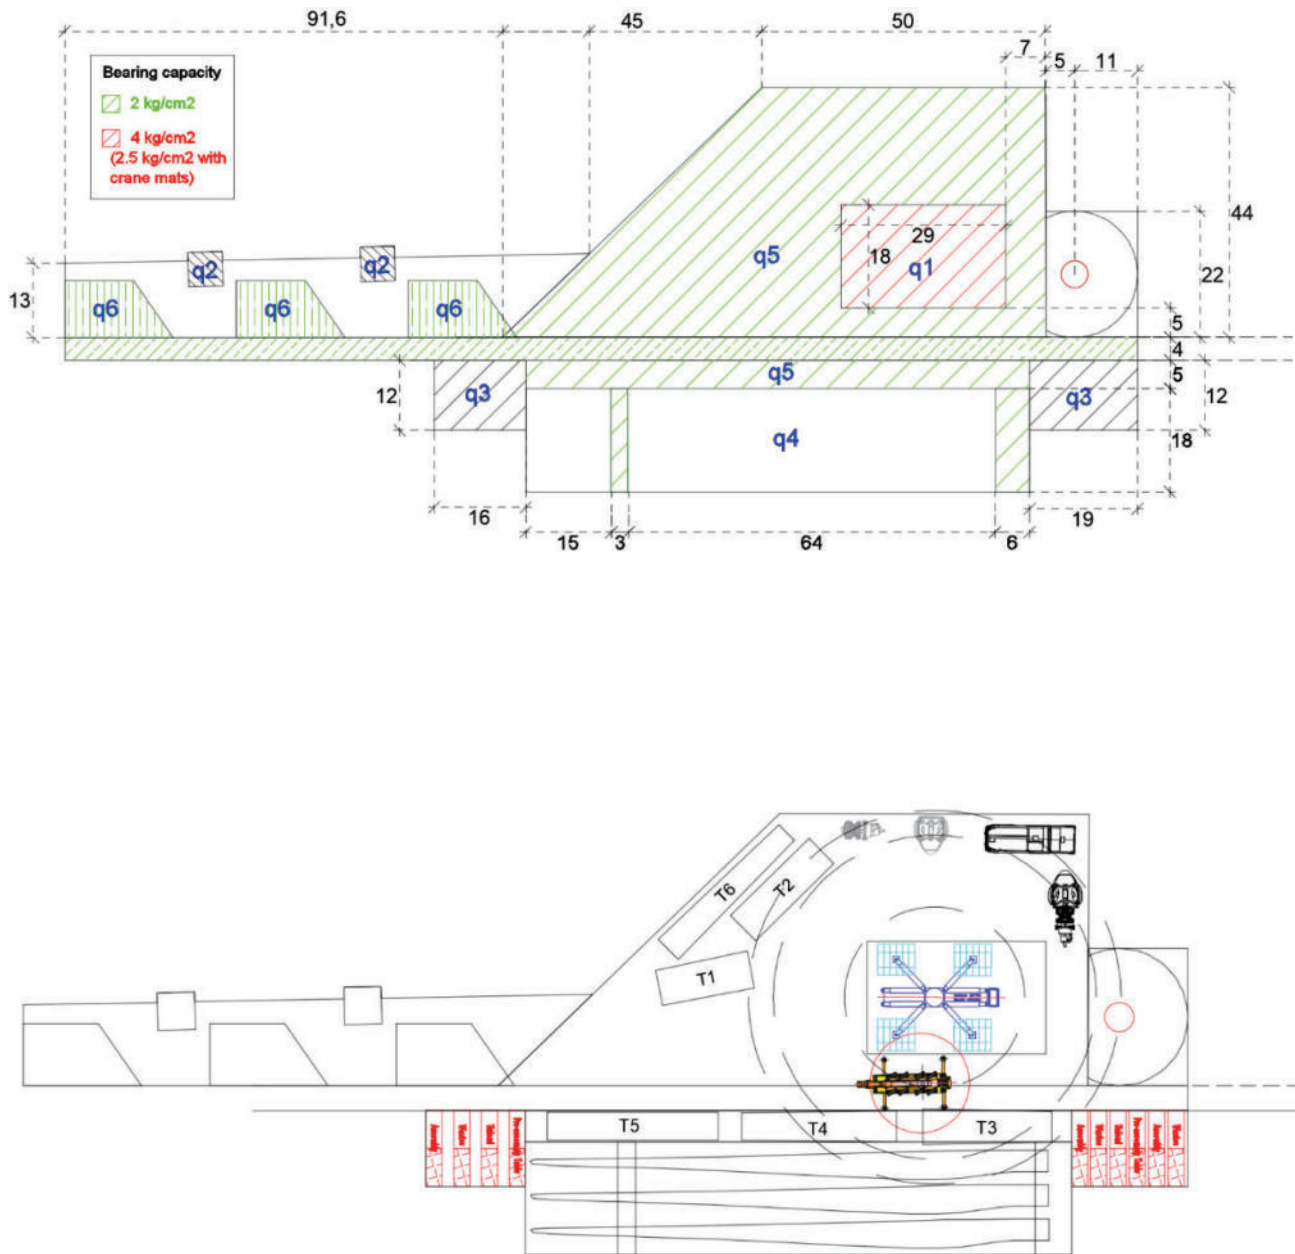 91,6
45
50
7
5
11
Bearing capacity
2 kg/cm2
4 kg/cm2
(2.5 kg/cm2 with
crane mats)
44
29
18
q1
q5
22
q2
q2
13
q6
q6
q6
5
4
q5
5
12
q3
q3
12
q4
18
16
19
15
3
64
6
T6
T2
T1
T5
T4
T3